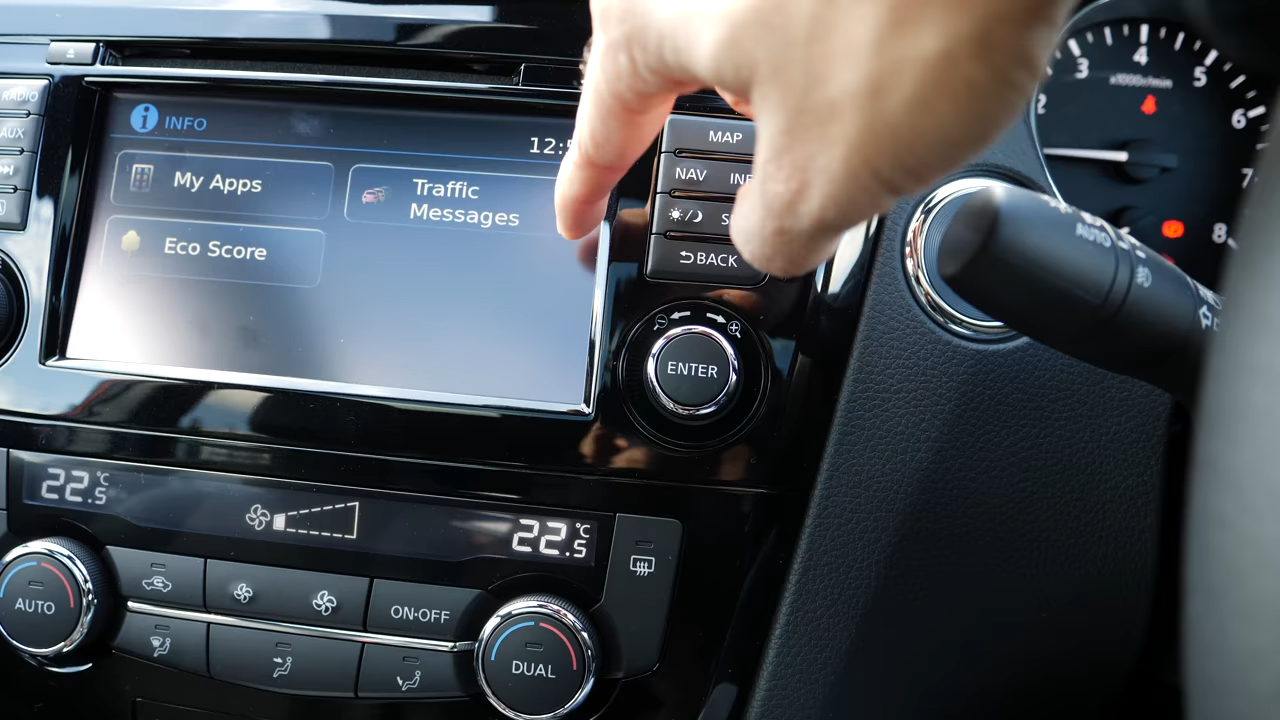 RADIO
AUX
INFO
12:
My Apps
Traffic
Messages
Eco Score
MAP
NAV
BACK
ENTER
22.5°C
22.5°C
AUTO
ON·OFF
DUAL
2
3
4
5
6
7
8
x1000r/min
AUTO